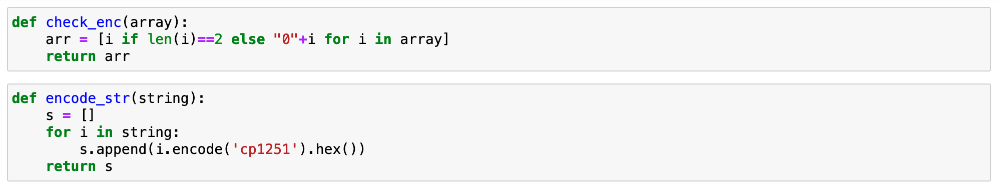 def check_enc(array):
    arr = [i if len(i)==2 else "0"+i for i in array]
    return arr
def encode_str(string):
    s = []
    for i in string:
        s.append(i.encode('cp1251').hex())
    return s